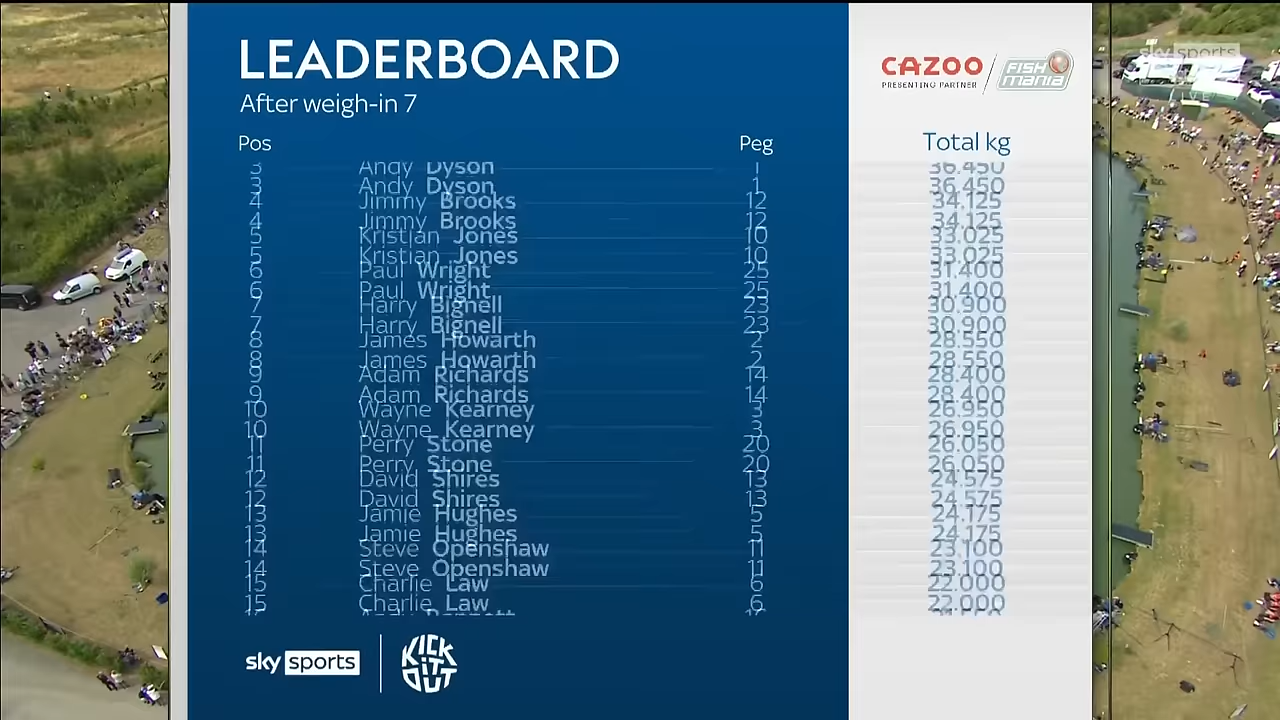 LEADERBOARD
After weigh-in 7
CAZOO
PRESENTING PARTNER
FISH MANIA
sky sports
LIVE
Pos Peg Total kg
3 Andy Dyson 1 36.450
3 Andy Dyson 1 36.450
4 Jimmy Brooks 12 34.125
4 Jimmy Brooks 12 34.125
5 Kristian Jones 10 33.025
5 Kristian Jones 10 33.025
6 Paul Wright 25 31.400
6 Paul Wright 25 31.400
7 Harry Bignell 23 30.900
7 Harry Bignell 23 30.900
8 James Howarth 2 28.550
8 James Howarth 2 28.550
9 Adam Richards 14 28.400
9 Adam Richards 14 28.400
10 Wayne Kearney 3 26.950
10 Wayne Kearney 3 26.950
11 Perry Stone 20 26.050
11 Perry Stone 20 26.050
12 David Shires 13 24.575
12 David Shires 13 24.575
13 Jamie Hughes 5 24.175
13 Jamie Hughes 5 24.175
14 Steve Openshaw 11 23.100
14 Steve Openshaw 11 23.100
15 Charlie Law 6 22.000
15 Charlie Law 6 22.000
sky sports
KICK IT OUT